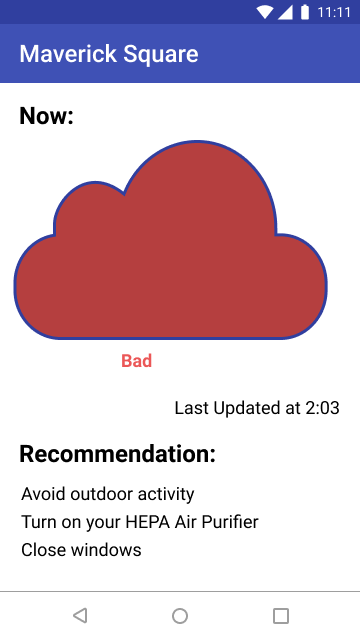 11:11
Maverick Square
Now:
Bad
Last Updated at 2:03
Recommendation:
Avoid outdoor activity
Turn on your HEPA Air Purifier
Close windows